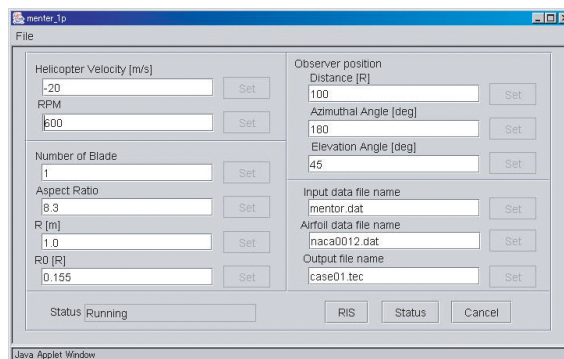 menter_1p
File
Helicopter Velocity [m/s]
-20
Set
RPM
600
Set
Number of Blade
1
Set
Aspect Ratio
8.3
Set
R [m]
1.0
Set
R0 [R]
0.155
Set
Observer position
Distance [R]
100
Set
Azimuthal Angle [deg]
180
Set
Elevation Angle [deg]
45
Set
Input data file name
mentor.dat
Set
Airfoil data file name
naca0012.dat
Set
Output file name
case01.tec
Set
Status Running
RIS Status Cancel
Java Applet Window